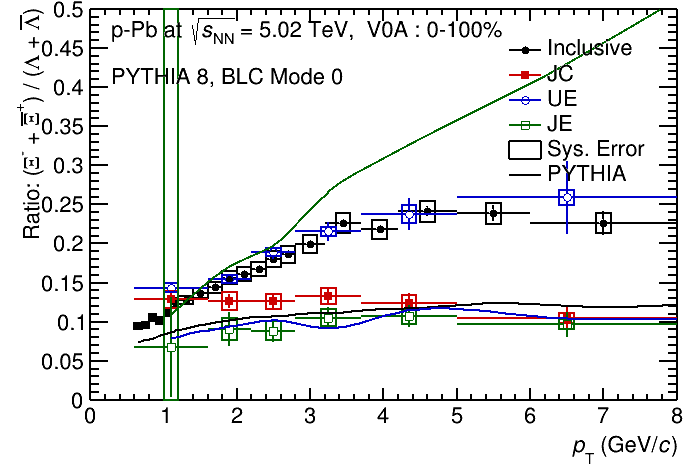 p-Pb at √sNN = 5.02 TeV, V0A : 0-100%
PYTHIA 8, BLC Mode 0
Inclusive
JC
UE
JE
Sys. Error
PYTHIA
Ratio: (Ξ⁻ + Ξ̅⁺) / (Λ + Λ̅)
0.5
0.45
0.4
0.35
0.3
0.25
0.2
0.15
0.1
0.05
0
0 1 2 3 4 5 6 7 8
pT (GeV/c)